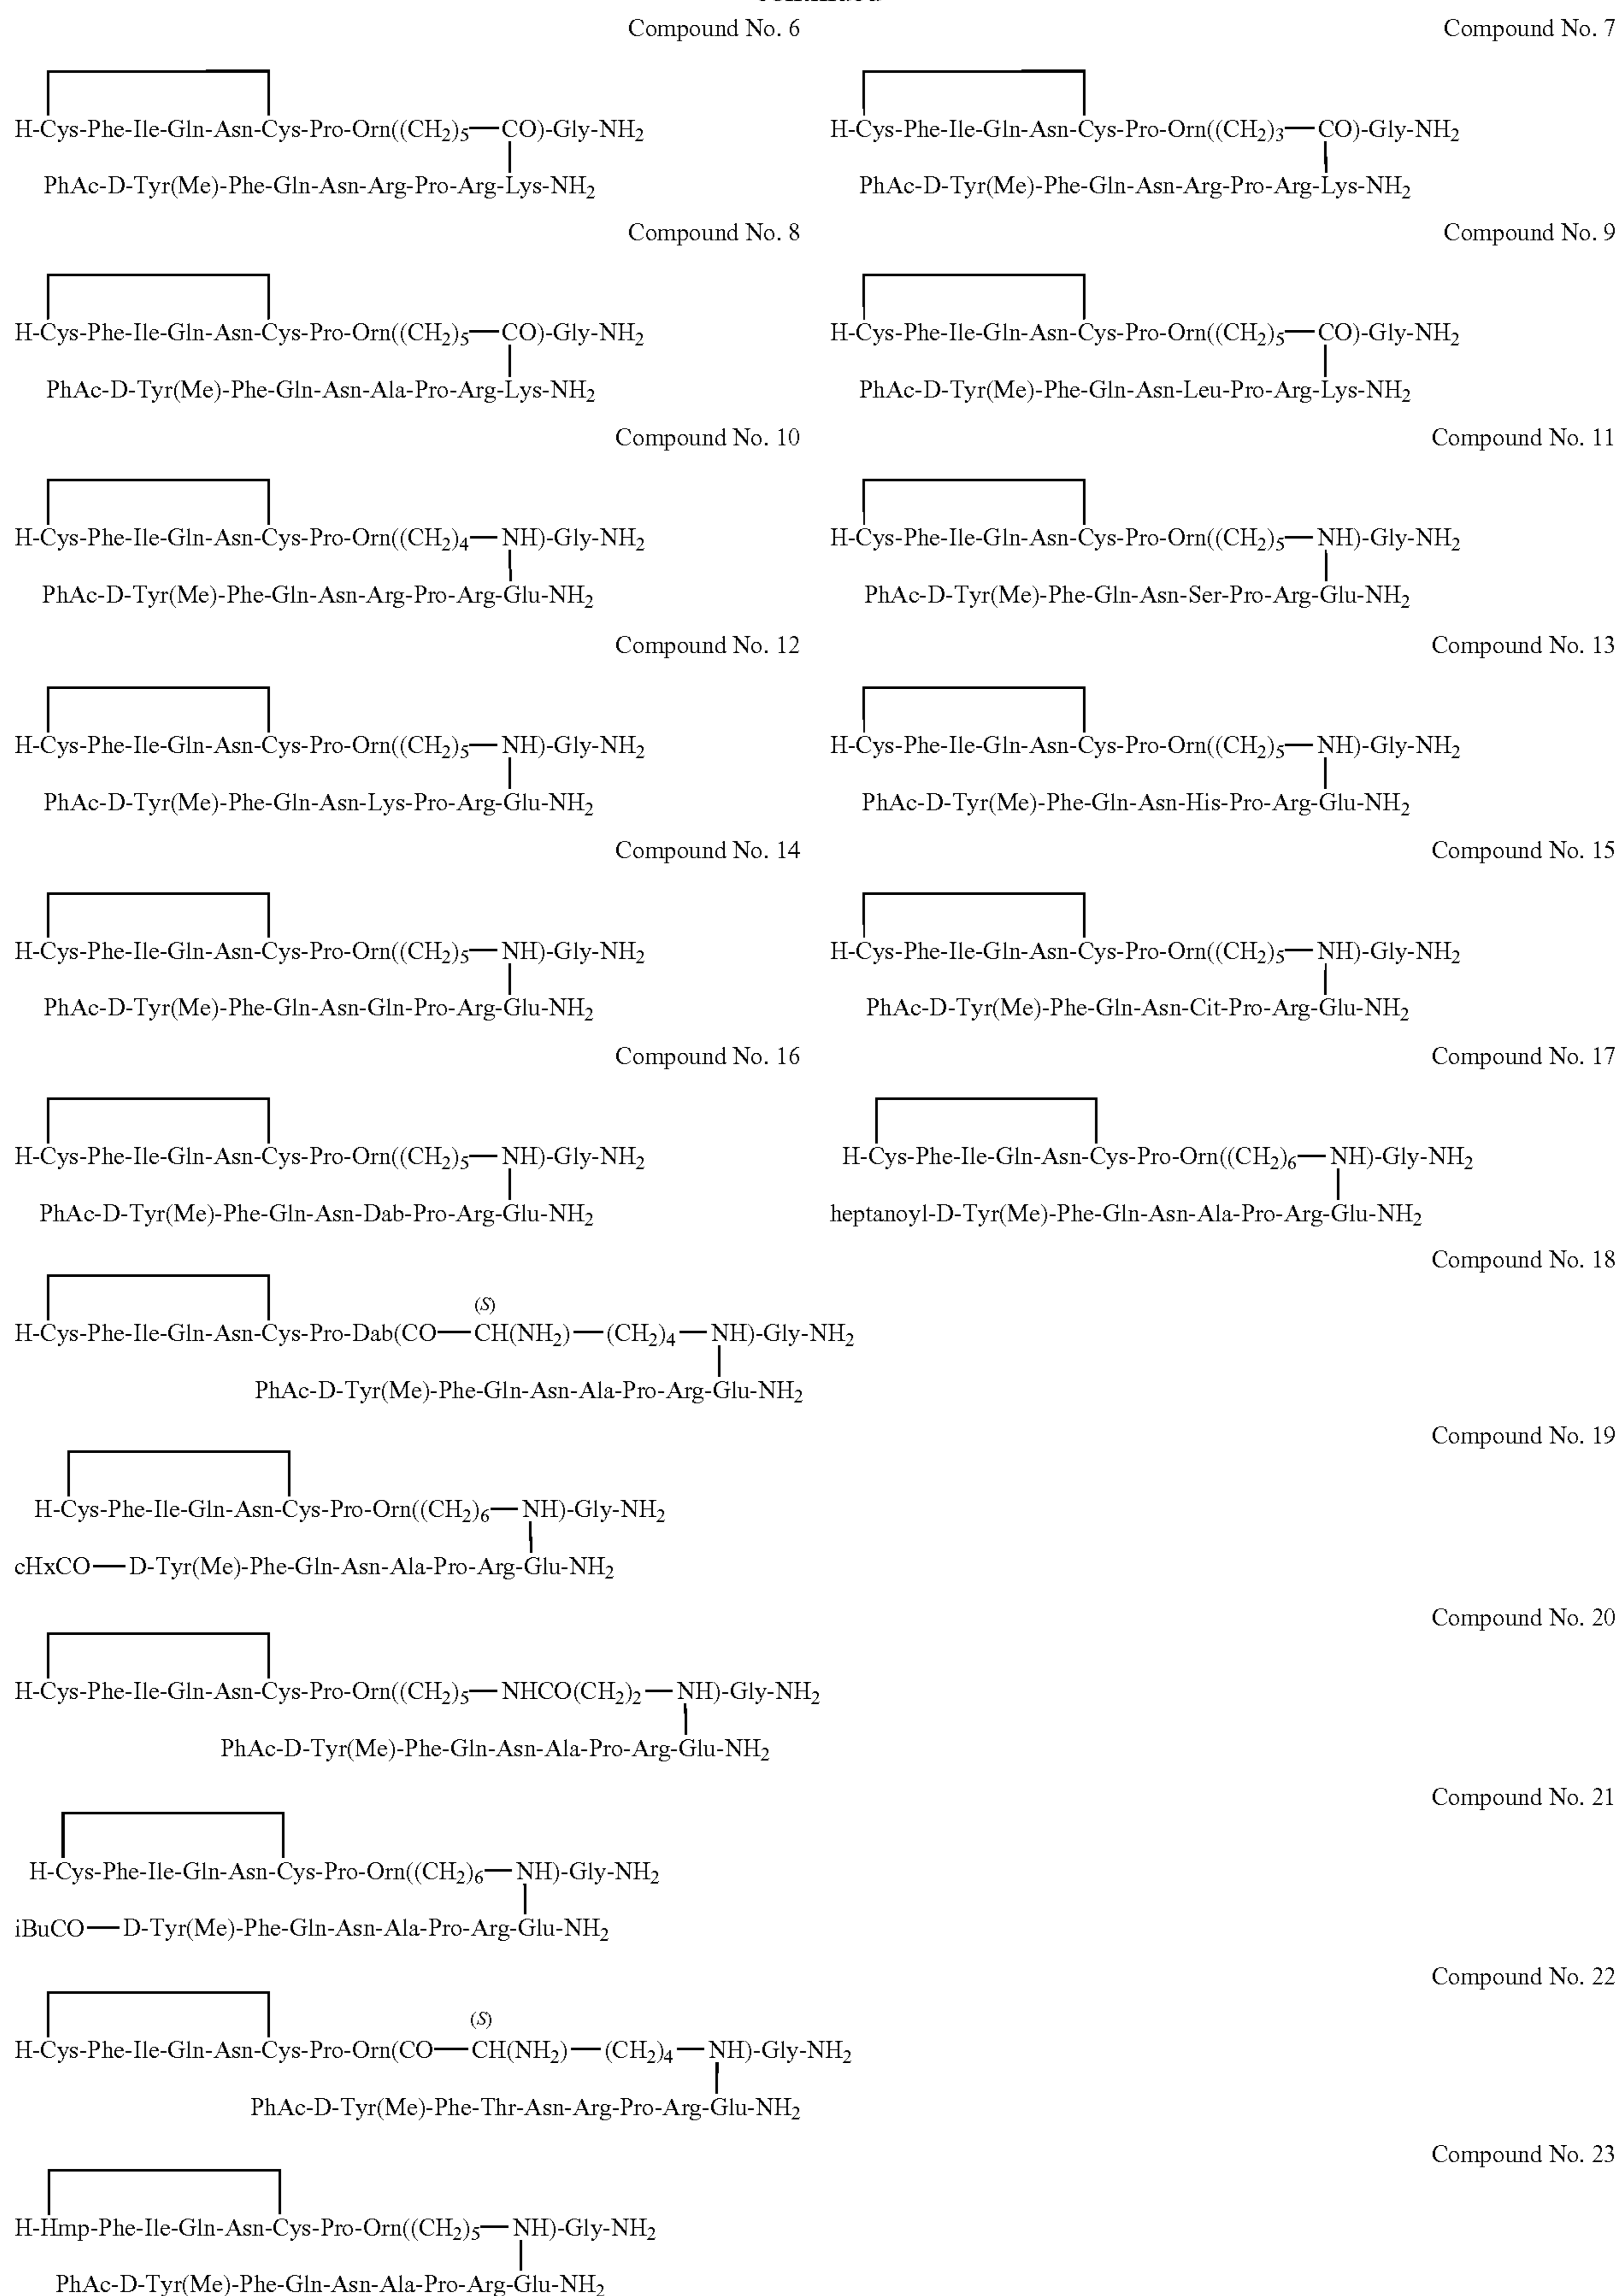 Compound No. 6
H-Cys-Phe-Ile-Gln-Asn-Cys-Pro-Orn((CH₂)₅—CO)-Gly-NH₂
PhAc-D-Tyr(Me)-Phe-Gln-Asn-Arg-Pro-Arg-Lys-NH₂
Compound No. 7
H-Cys-Phe-Ile-Gln-Asn-Cys-Pro-Orn((CH₂)₃—CO)-Gly-NH₂
PhAc-D-Tyr(Me)-Phe-Gln-Asn-Arg-Pro-Arg-Lys-NH₂
Compound No. 8
H-Cys-Phe-Ile-Gln-Asn-Cys-Pro-Orn((CH₂)₅—CO)-Gly-NH₂
PhAc-D-Tyr(Me)-Phe-Gln-Asn-Ala-Pro-Arg-Lys-NH₂
Compound No. 9
H-Cys-Phe-Ile-Gln-Asn-Cys-Pro-Orn((CH₂)₅—CO)-Gly-NH₂
PhAc-D-Tyr(Me)-Phe-Gln-Asn-Leu-Pro-Arg-Lys-NH₂
Compound No. 10
H-Cys-Phe-Ile-Gln-Asn-Cys-Pro-Orn((CH₂)₄—NH)-Gly-NH₂
PhAc-D-Tyr(Me)-Phe-Gln-Asn-Arg-Pro-Arg-Glu-NH₂
Compound No. 11
H-Cys-Phe-Ile-Gln-Asn-Cys-Pro-Orn((CH₂)₅—NH)-Gly-NH₂
PhAc-D-Tyr(Me)-Phe-Gln-Asn-Ser-Pro-Arg-Glu-NH₂
Compound No. 12
H-Cys-Phe-Ile-Gln-Asn-Cys-Pro-Orn((CH₂)₅—NH)-Gly-NH₂
PhAc-D-Tyr(Me)-Phe-Gln-Asn-Lys-Pro-Arg-Glu-NH₂
Compound No. 13
H-Cys-Phe-Ile-Gln-Asn-Cys-Pro-Orn((CH₂)₅—NH)-Gly-NH₂
PhAc-D-Tyr(Me)-Phe-Gln-Asn-His-Pro-Arg-Glu-NH₂
Compound No. 14
H-Cys-Phe-Ile-Gln-Asn-Cys-Pro-Orn((CH₂)₅—NH)-Gly-NH₂
PhAc-D-Tyr(Me)-Phe-Gln-Asn-Gln-Pro-Arg-Glu-NH₂
Compound No. 15
H-Cys-Phe-Ile-Gln-Asn-Cys-Pro-Orn((CH₂)₅—NH)-Gly-NH₂
PhAc-D-Tyr(Me)-Phe-Gln-Asn-Cit-Pro-Arg-Glu-NH₂
Compound No. 16
H-Cys-Phe-Ile-Gln-Asn-Cys-Pro-Orn((CH₂)₅—NH)-Gly-NH₂
PhAc-D-Tyr(Me)-Phe-Gln-Asn-Dab-Pro-Arg-Glu-NH₂
Compound No. 17
H-Cys-Phe-Ile-Gln-Asn-Cys-Pro-Orn((CH₂)₆—NH)-Gly-NH₂
heptanoyl-D-Tyr(Me)-Phe-Gln-Asn-Ala-Pro-Arg-Glu-NH₂
Compound No. 18
(S)
H-Cys-Phe-Ile-Gln-Asn-Cys-Pro-Dab(CO—CH(NH₂)—(CH₂)₄—NH)-Gly-NH₂
PhAc-D-Tyr(Me)-Phe-Gln-Asn-Ala-Pro-Arg-Glu-NH₂
Compound No. 19
H-Cys-Phe-Ile-Gln-Asn-Cys-Pro-Orn((CH₂)₆—NH)-Gly-NH₂
cHxCO—D-Tyr(Me)-Phe-Gln-Asn-Ala-Pro-Arg-Glu-NH₂
Compound No. 20
H-Cys-Phe-Ile-Gln-Asn-Cys-Pro-Orn((CH₂)₅—NHCO(CH₂)₂—NH)-Gly-NH₂
PhAc-D-Tyr(Me)-Phe-Gln-Asn-Ala-Pro-Arg-Glu-NH₂
Compound No. 21
H-Cys-Phe-Ile-Gln-Asn-Cys-Pro-Orn((CH₂)₆—NH)-Gly-NH₂
iBuCO—D-Tyr(Me)-Phe-Gln-Asn-Ala-Pro-Arg-Glu-NH₂
Compound No. 22
(S)
H-Cys-Phe-Ile-Gln-Asn-Cys-Pro-Orn(CO—CH(NH₂)—(CH₂)₄—NH)-Gly-NH₂
PhAc-D-Tyr(Me)-Phe-Thr-Asn-Arg-Pro-Arg-Glu-NH₂
Compound No. 23
H-Hmp-Phe-Ile-Gln-Asn-Cys-Pro-Orn((CH₂)₅—NH)-Gly-NH₂
PhAc-D-Tyr(Me)-Phe-Gln-Asn-Ala-Pro-Arg-Glu-NH₂